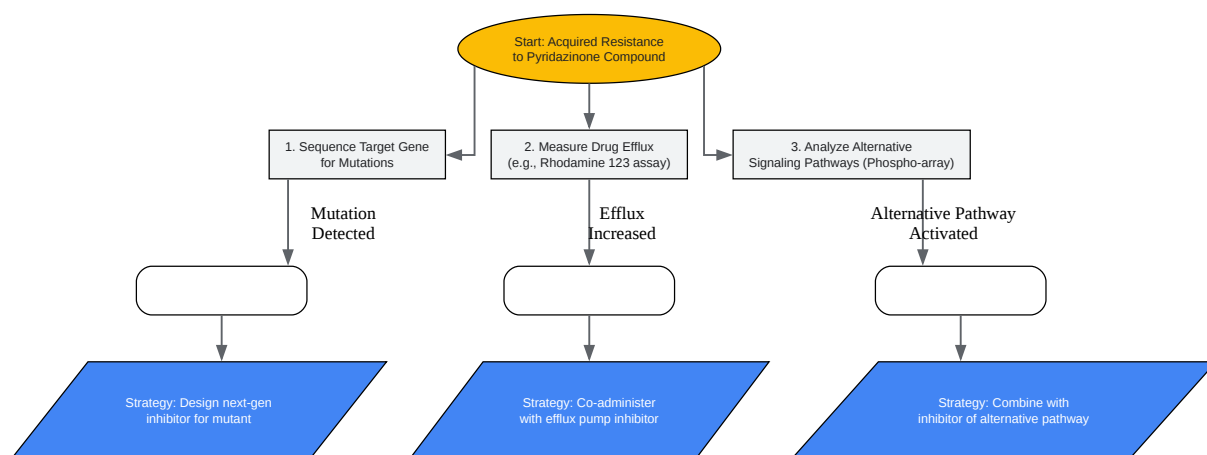 Start: Acquired Resistance
to Pyridazinone Compound
1. Sequence Target Gene
for Mutations
2. Measure Drug Efflux
(e.g., Rhodamine 123 assay)
3. Analyze Alternative
Signaling Pathways (Phospho-array)
Mutation
Detected
Efflux
Increased
Alternative Pathway
Activated
Strategy: Design next-gen
inhibitor for mutant
Strategy: Co-administer
with efflux pump inhibitor
Strategy: Combine with
inhibitor of alternative pathway